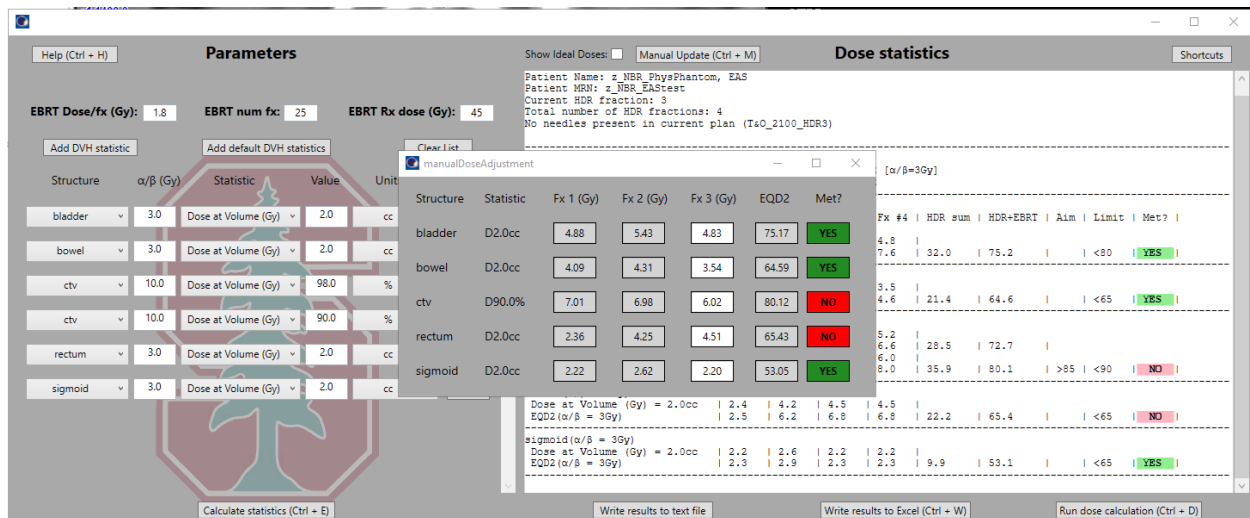 Help (Ctrl + H)
Parameters
Show Ideal Doses:
Manual Update (Ctrl + M)
Dose statistics
Shortcuts
EBRT Dose/fx (Gy): 1.8
EBRT num fx: 25
EBRT Rx dose (Gy): 45
Add DVH statistic
Add default DVH statistics
Clear List
Structure α/β (Gy) Statistic Value Units
bladder 3.0 Dose at Volume (Gy) 2.0 cc
bowel 3.0 Dose at Volume (Gy) 2.0 cc
ctv 10.0 Dose at Volume (Gy) 98.0 %
ctv 10.0 Dose at Volume (Gy) 90.0 %
rectum 3.0 Dose at Volume (Gy) 2.0 cc
sigmoid 3.0 Dose at Volume (Gy) 2.0 cc
Calculate statistics (Ctrl + E)
manualDoseAdjustment
Structure Statistic Fx 1 (Gy) Fx 2 (Gy) Fx 3 (Gy) EQD2 Met?
bladder D2.0cc 4.88 5.43 4.83 75.17 YES
bowel D2.0cc 4.09 4.31 3.54 64.59 YES
ctv D90.0% 7.01 6.98 6.02 80.12 NO
rectum D2.0cc 2.36 4.25 4.51 65.43 NO
sigmoid D2.0cc 2.22 2.62 2.20 53.05 YES
Patient Name: z_NBR_PhysPhantom, EAS
Patient MRN: z_NBR_EAStest
Current HDR fraction: 3
Total number of HDR fractions: 4
No needles present in current plan (T&O_2100_HDR3)
[α/β=3Gy]
Fx #4 | HDR sum | HDR+EBRT | Aim | Limit | Met? |
4.8 |
7.6 | 32.0 | 75.2 | | <80 | YES |
3.5 |
4.6 | 21.4 | 64.6 | | <65 | YES |
5.2 |
6.6 | 28.5 | 72.7 |
6.0 |
8.0 | 35.9 | 80.1 | >85 | <90 | NO |
Dose at Volume (Gy) = 2.0cc | 2.4 | 4.2 | 4.5 | 4.5 |
EQD2(α/β = 3Gy) | 2.5 | 6.2 | 6.8 | 6.8 | 22.2 | 65.4 | | <65 | NO |
sigmoid(α/β = 3Gy)
Dose at Volume (Gy) = 2.0cc | 2.2 | 2.6 | 2.2 | 2.2 |
EQD2(α/β = 3Gy) | 2.3 | 2.9 | 2.3 | 2.3 | 9.9 | 53.1 | | <65 | YES |
Write results to text file
Write results to Excel (Ctrl + W)
Run dose calculation (Ctrl + D)